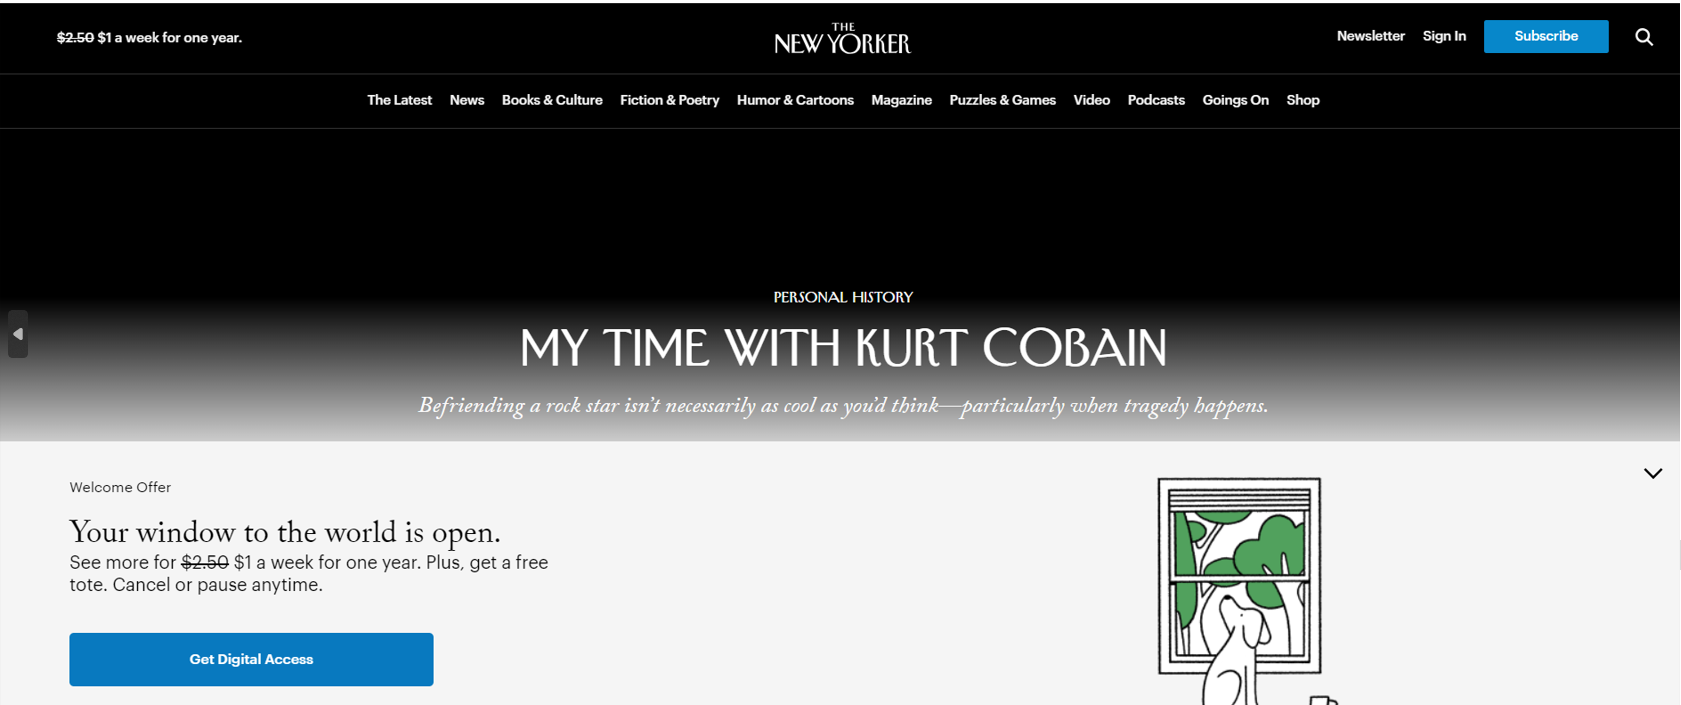 $2.50 $1 a week for one year.
THE
NEW YORKER
Newsletter Sign In Subscribe
The Latest News Books & Culture Fiction & Poetry Humor & Cartoons Magazine Puzzles & Games Video Podcasts Goings On Shop
PERSONAL HISTORY
MY TIME WITH KURT COBAIN
Befriending a rock star isn't necessarily as cool as you'd think—particularly when tragedy happens.
Welcome Offer
Your window to the world is open.
See more for $2.50 $1 a week for one year. Plus, get a free
tote. Cancel or pause anytime.
Get Digital Access